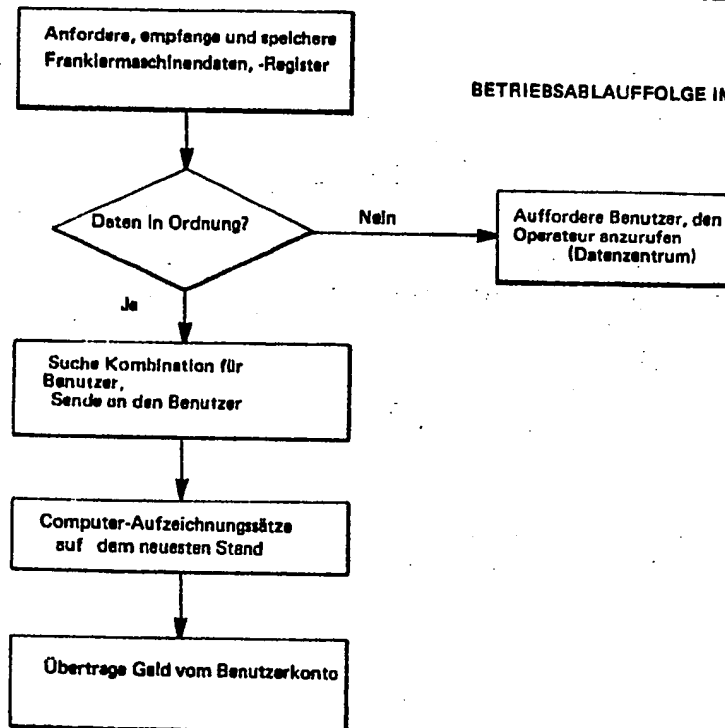 Anfordere, empfange und speichere
Frankiermaschinendaten, -Register
BETRIEBSABLAUFFOLGE IM
Daten in Ordnung?
Nein
Auffordere Benutzer, den
Operateur anzurufen
(Datenzentrum)
Ja
Suche Kombination für
Benutzer,
Sende an den Benutzer
Computer-Aufzeichnungssätze
auf dem neuesten Stand
Übertrage Geld vom Benutzerkonto